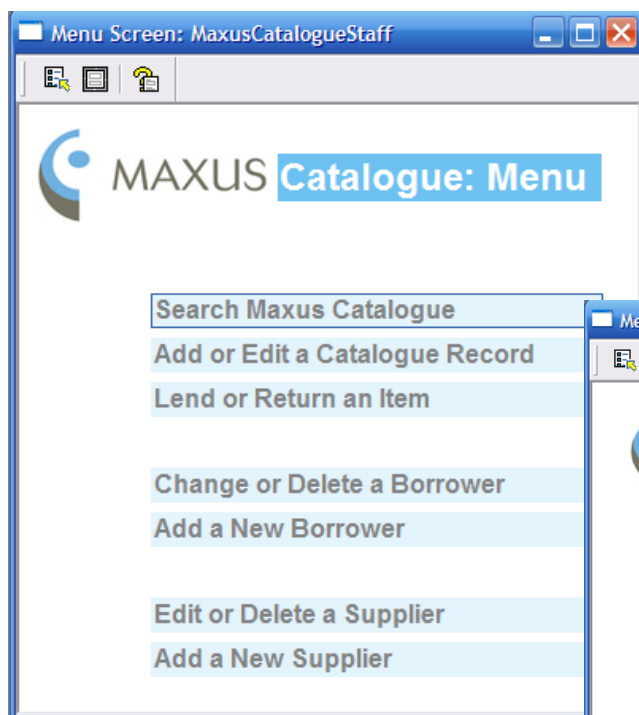 Menu Screen: MaxusCatalogueStaff
MAXUS Catalogue: Menu
Search Maxus Catalogue
Add or Edit a Catalogue Record
Lend or Return an Item
Change or Delete a Borrower
Add a New Borrower
Edit or Delete a Supplier
Add a New Supplier
Me